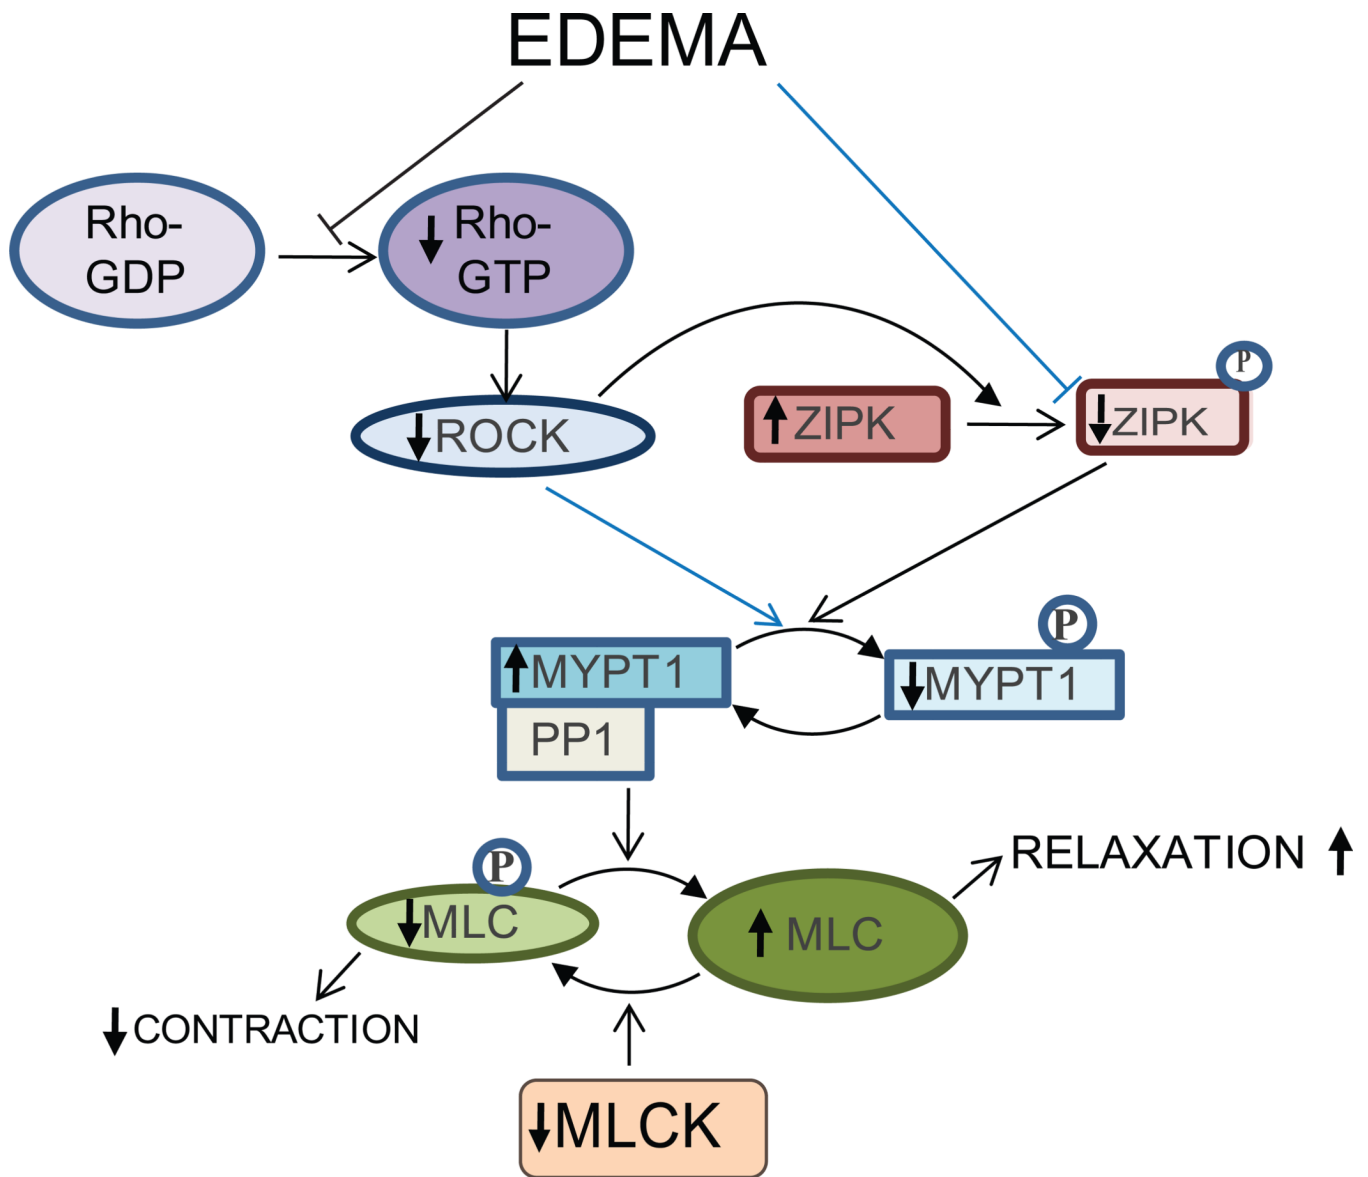 EDEMA
Rho-
GDP
Rho-
GTP
ROCK
ZIPK
P
ZIPK
MYPT1
PP1
P
MYPT1
P
MLC
MLC
RELAXATION
CONTRACTION
MLCK